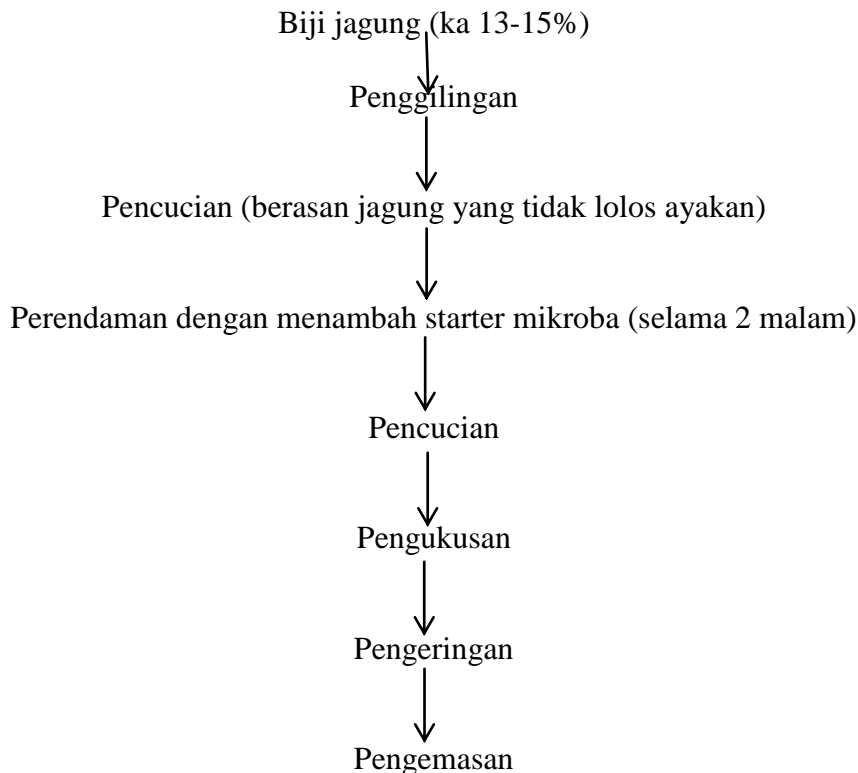 Biji jagung (ka 13-15%)
Penggilingan
Pencucian (berasan jagung yang tidak lolos ayakan)
Perendaman dengan menambah starter mikroba (selama 2 malam)
Pencucian
Pengukusan
Pengeringan
Pengemasan